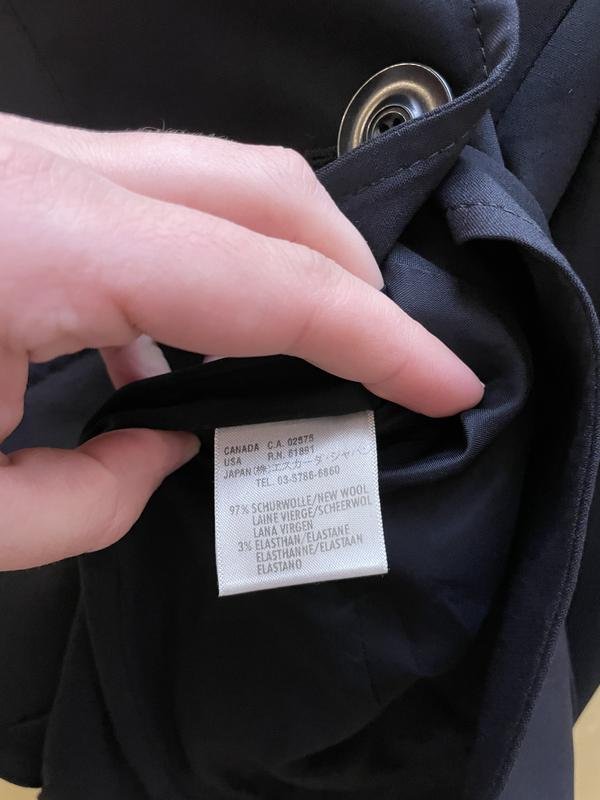 CANADA C.A. 02575
USA R.N. 61891
JAPAN (株)エスカーダ・ジャパン
TEL. 03-3786-6860
97% SCHURWOLLE/NEW WOOL
LAINE VIERGE/SCHEERWOL
LANA VIRGEN
3% ELASTHAN/ELASTANE
ELASTHANNE/ELASTAAN
ELASTANO